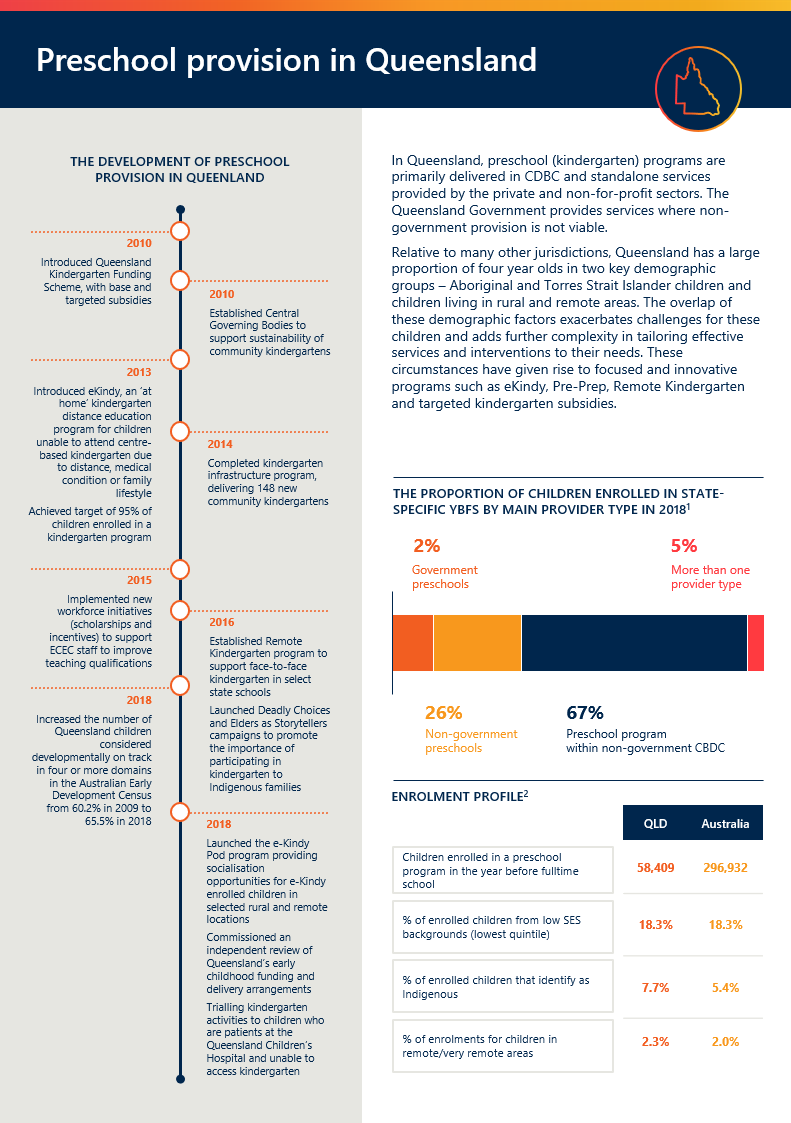 Preschool provision in Queensland
THE DEVELOPMENT OF PRESCHOOL
PROVISION IN QUEENLAND
2010
Introduced Queensland
Kindergarten Funding
Scheme, with base and
targeted subsidies
2010
Established Central
Governing Bodies to
support sustainability of
community kindergartens
2013
Introduced eKindy, an ‘at
home’ kindergarten
distance education
program for children
unable to attend centre-
based kindergarten due
to distance, medical
condition or family
lifestyle
Achieved target of 95% of
children enrolled in a
kindergarten program
2014
Completed kindergarten
infrastructure program,
delivering 148 new
community kindergartens
2015
Implemented new
workforce initiatives
(scholarships and
incentives) to support
ECEC staff to improve
teaching qualifications
2016
Established Remote
Kindergarten program to
support face-to-face
kindergarten in select
state schools
Launched Deadly Choices
and Elders as Storytellers
campaigns to promote
the importance of
participating in
kindergarten to
Indigenous families
2018
Increased the number of
Queensland children
considered
developmentally on track
in four or more domains
in the Australian Early
Development Census
from 60.2% in 2009 to
65.5% in 2018
2018
Launched the e-Kindy
Pod program providing
socialisation
opportunities for e-Kindy
enrolled children in
selected rural and remote
locations
Commissioned an
independent review of
Queensland’s early
childhood funding and
delivery arrangements
Trialling kindergarten
activities to children who
are patients at the
Queensland Children’s
Hospital and unable to
access kindergarten
In Queensland, preschool (kindergarten) programs are
primarily delivered in CDBC and standalone services
provided by the private and non-for-profit sectors. The
Queensland Government provides services where non-
government provision is not viable.
Relative to many other jurisdictions, Queensland has a large
proportion of four year olds in two key demographic
groups – Aboriginal and Torres Strait Islander children and
children living in rural and remote areas. The overlap of
these demographic factors exacerbates challenges for these
children and adds further complexity in tailoring effective
services and interventions to their needs. These
circumstances have given rise to focused and innovative
programs such as eKindy, Pre-Prep, Remote Kindergarten
and targeted kindergarten subsidies.
THE PROPORTION OF CHILDREN ENROLLED IN STATE-
SPECIFIC YBFS BY MAIN PROVIDER TYPE IN 2018¹
2%
Government
preschools
5%
More than one
provider type
26%
Non-government
preschools
67%
Preschool program
within non-government CBDC
ENROLMENT PROFILE²
QLD Australia
Children enrolled in a preschool
program in the year before fulltime
school
58,409 296,932
% of enrolled children from low SES
backgrounds (lowest quintile)
18.3% 18.3%
% of enrolled children that identify as
Indigenous
7.7% 5.4%
% of enrolments for children in
remote/very remote areas
2.3% 2.0%